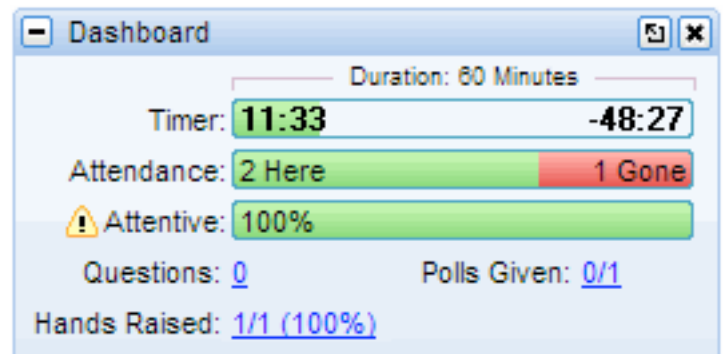 Dashboard
Duration: 60 Minutes
Timer: 11:33 -48:27
Attendance: 2 Here 1 Gone
Attentive: 100%
Questions: 0 Polls Given: 0/1
Hands Raised: 1/1 (100%)